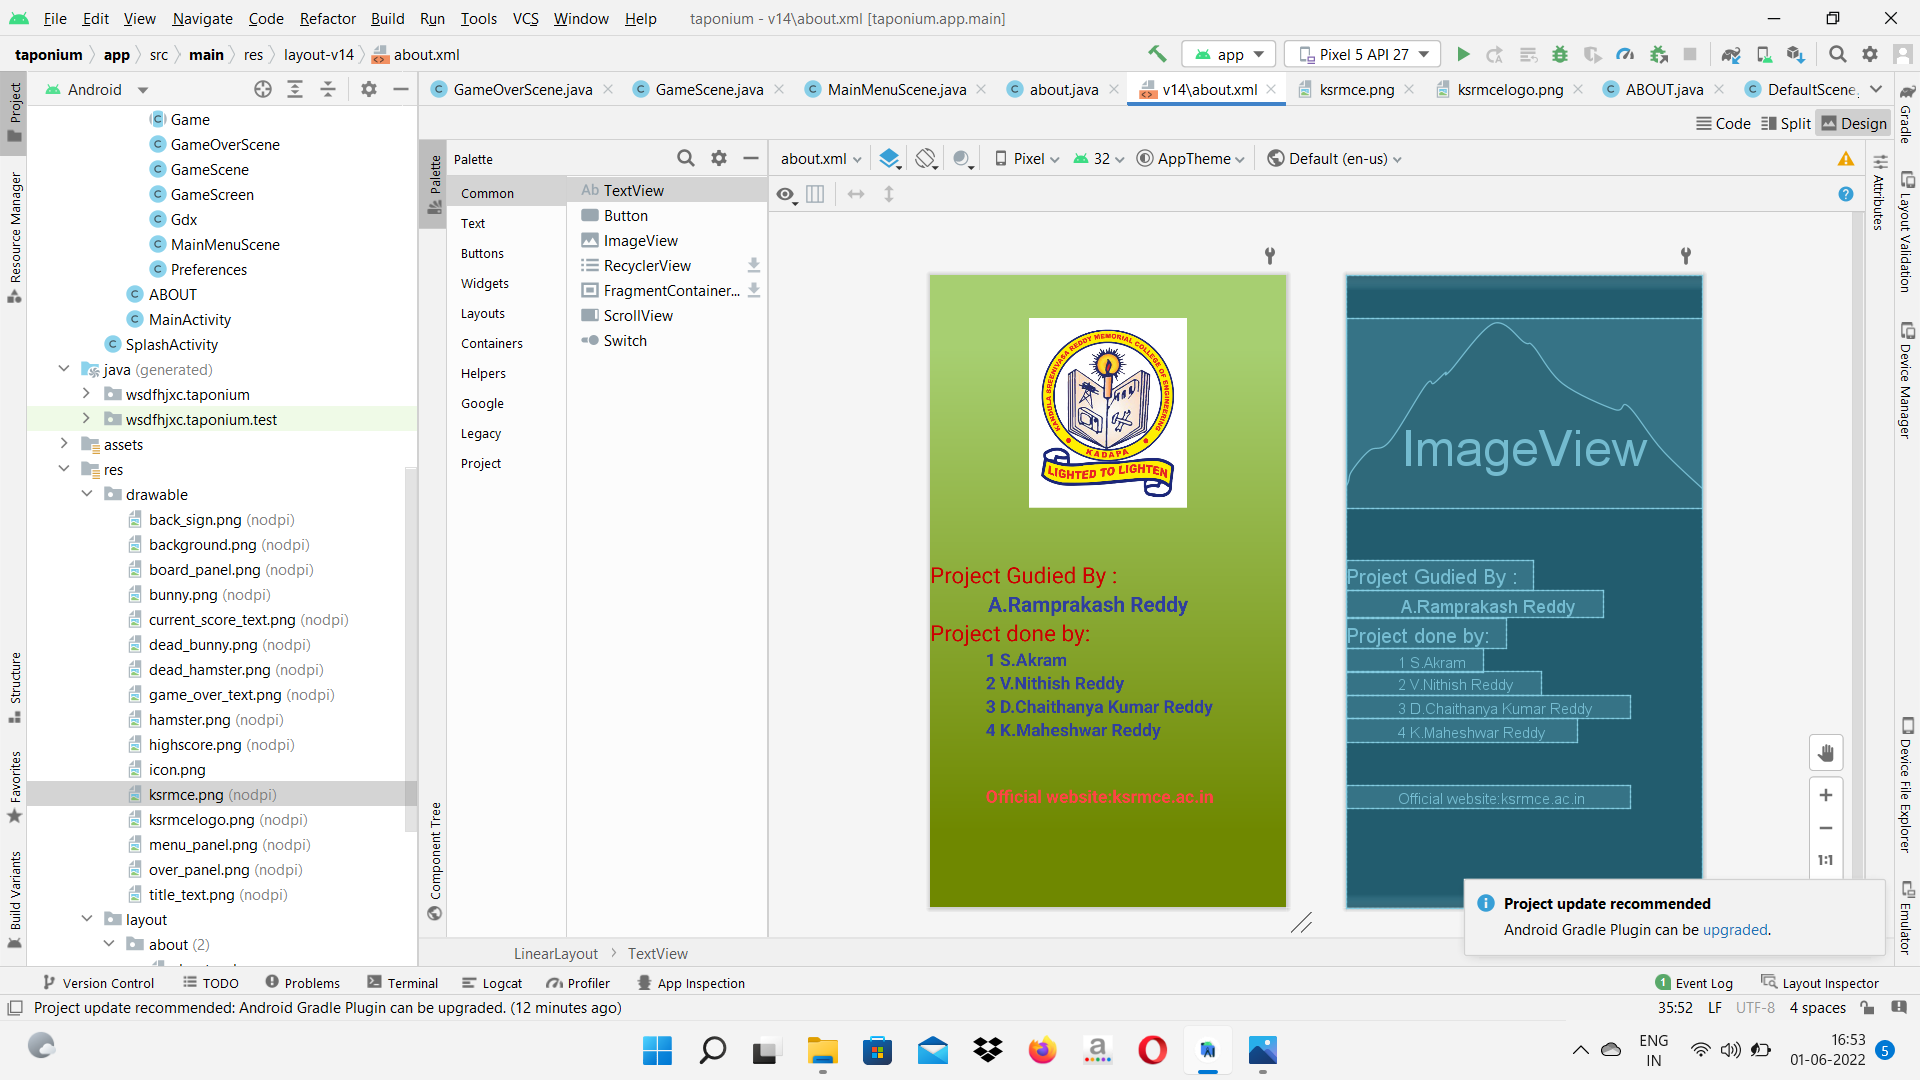 File Edit View Navigate Code Refactor Build Run Tools VCS Window Help taponium - v14\about.xml [taponium.app.main]
taponium app src main res layout-v14 about.xml
app Pixel 5 API 27
Project
Android
GameOverScene.java GameScene.java MainMenuScene.java about.java v14\about.xml ksrmce.png ksrmcelogo.png ABOUT.java DefaultScene.
Code Split Design
Resource Manager
Structure
Favorites
Build Variants
Game
GameOverScene
GameScene
GameScreen
Gdx
MainMenuScene
Preferences
ABOUT
MainActivity
SplashActivity
java (generated)
wsdfhjxc.taponium
wsdfhjxc.taponium.test
assets
res
drawable
back_sign.png (nodpi)
background.png (nodpi)
board_panel.png (nodpi)
bunny.png (nodpi)
current_score_text.png (nodpi)
dead_bunny.png (nodpi)
dead_hamster.png (nodpi)
game_over_text.png (nodpi)
hamster.png (nodpi)
highscore.png (nodpi)
icon.png
ksrmce.png (nodpi)
ksrmcelogo.png (nodpi)
menu_panel.png (nodpi)
over_panel.png (nodpi)
title_text.png (nodpi)
layout
about (2)
Palette
Component Tree
Palette
Common
Text
Buttons
Widgets
Layouts
Containers
Helpers
Google
Legacy
Project
Ab TextView
Button
ImageView
RecyclerView
FragmentContainer...
ScrollView
Switch
about.xml Pixel 32 AppTheme Default (en-us)
KANDULA SREENIVASA REDDY MEMORIAL COLLEGE OF ENGINEERING
KADAPA
LIGHTED TO LIGHTEN
Project Gudied By :
A.Ramprakash Reddy
Project done by:
1 S.Akram
2 V.Nithish Reddy
3 D.Chaithanya Kumar Reddy
4 K.Maheshwar Reddy
Official website:ksrmce.ac.in
ImageView
Project Gudied By :
A.Ramprakash Reddy
Project done by:
1 S.Akram
2 V.Nithish Reddy
3 D.Chaithanya Kumar Reddy
4 K.Maheshwar Reddy
Official website:ksrmce.ac.in
1:1
Attributes
Gradle
Layout Validation
Device Manager
Device File Explorer
Emulator
Project update recommended
Android Gradle Plugin can be upgraded.
LinearLayout TextView
Version Control TODO Problems Terminal Logcat Profiler App Inspection 1 Event Log Layout Inspector
Project update recommended: Android Gradle Plugin can be upgraded. (12 minutes ago) 35:52 LF UTF-8 4 spaces
ENG
IN
16:53
01-06-2022
5